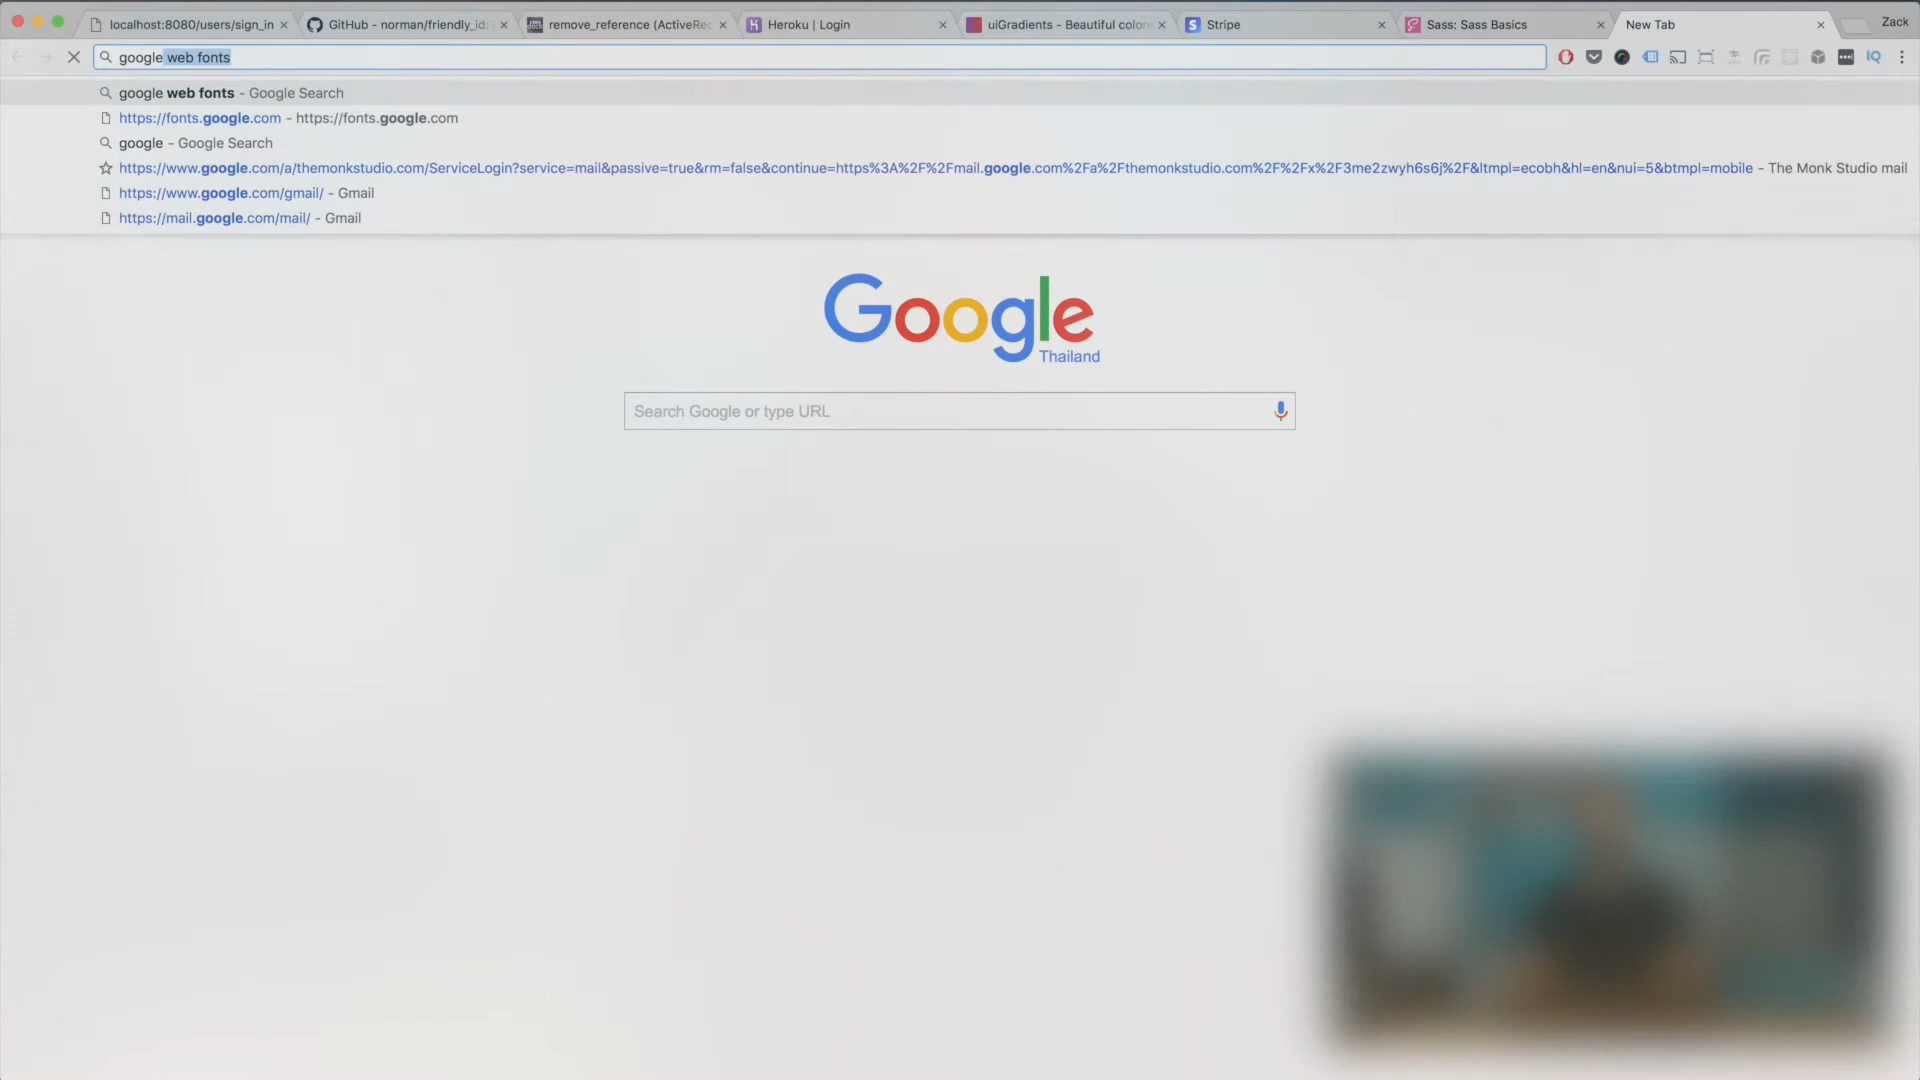 localhost:8080/users/sign_in
GitHub - norman/friendly_id:
remove_reference (ActiveRec
Heroku | Login
uiGradients - Beautiful colore
Stripe
Sass: Sass Basics
New Tab
Zack
google web fonts
IQ
google web fonts - Google Search
https://fonts.google.com - https://fonts.google.com
google - Google Search
https://www.google.com/a/themonkstudio.com/ServiceLogin?service=mail&passive=true&rm=false&continue=https%3A%2F%2Fmail.google.com%2Fa%2Fthemonkstudio.com%2F%2Fx%2F3me2zwyh6s6j%2F&ltmpl=ecobh&hl=en&nui=5&btmpl=mobile - The Monk Studio mail
https://www.google.com/gmail/ - Gmail
https://mail.google.com/mail/ - Gmail
Google
Thailand
Search Google or type URL